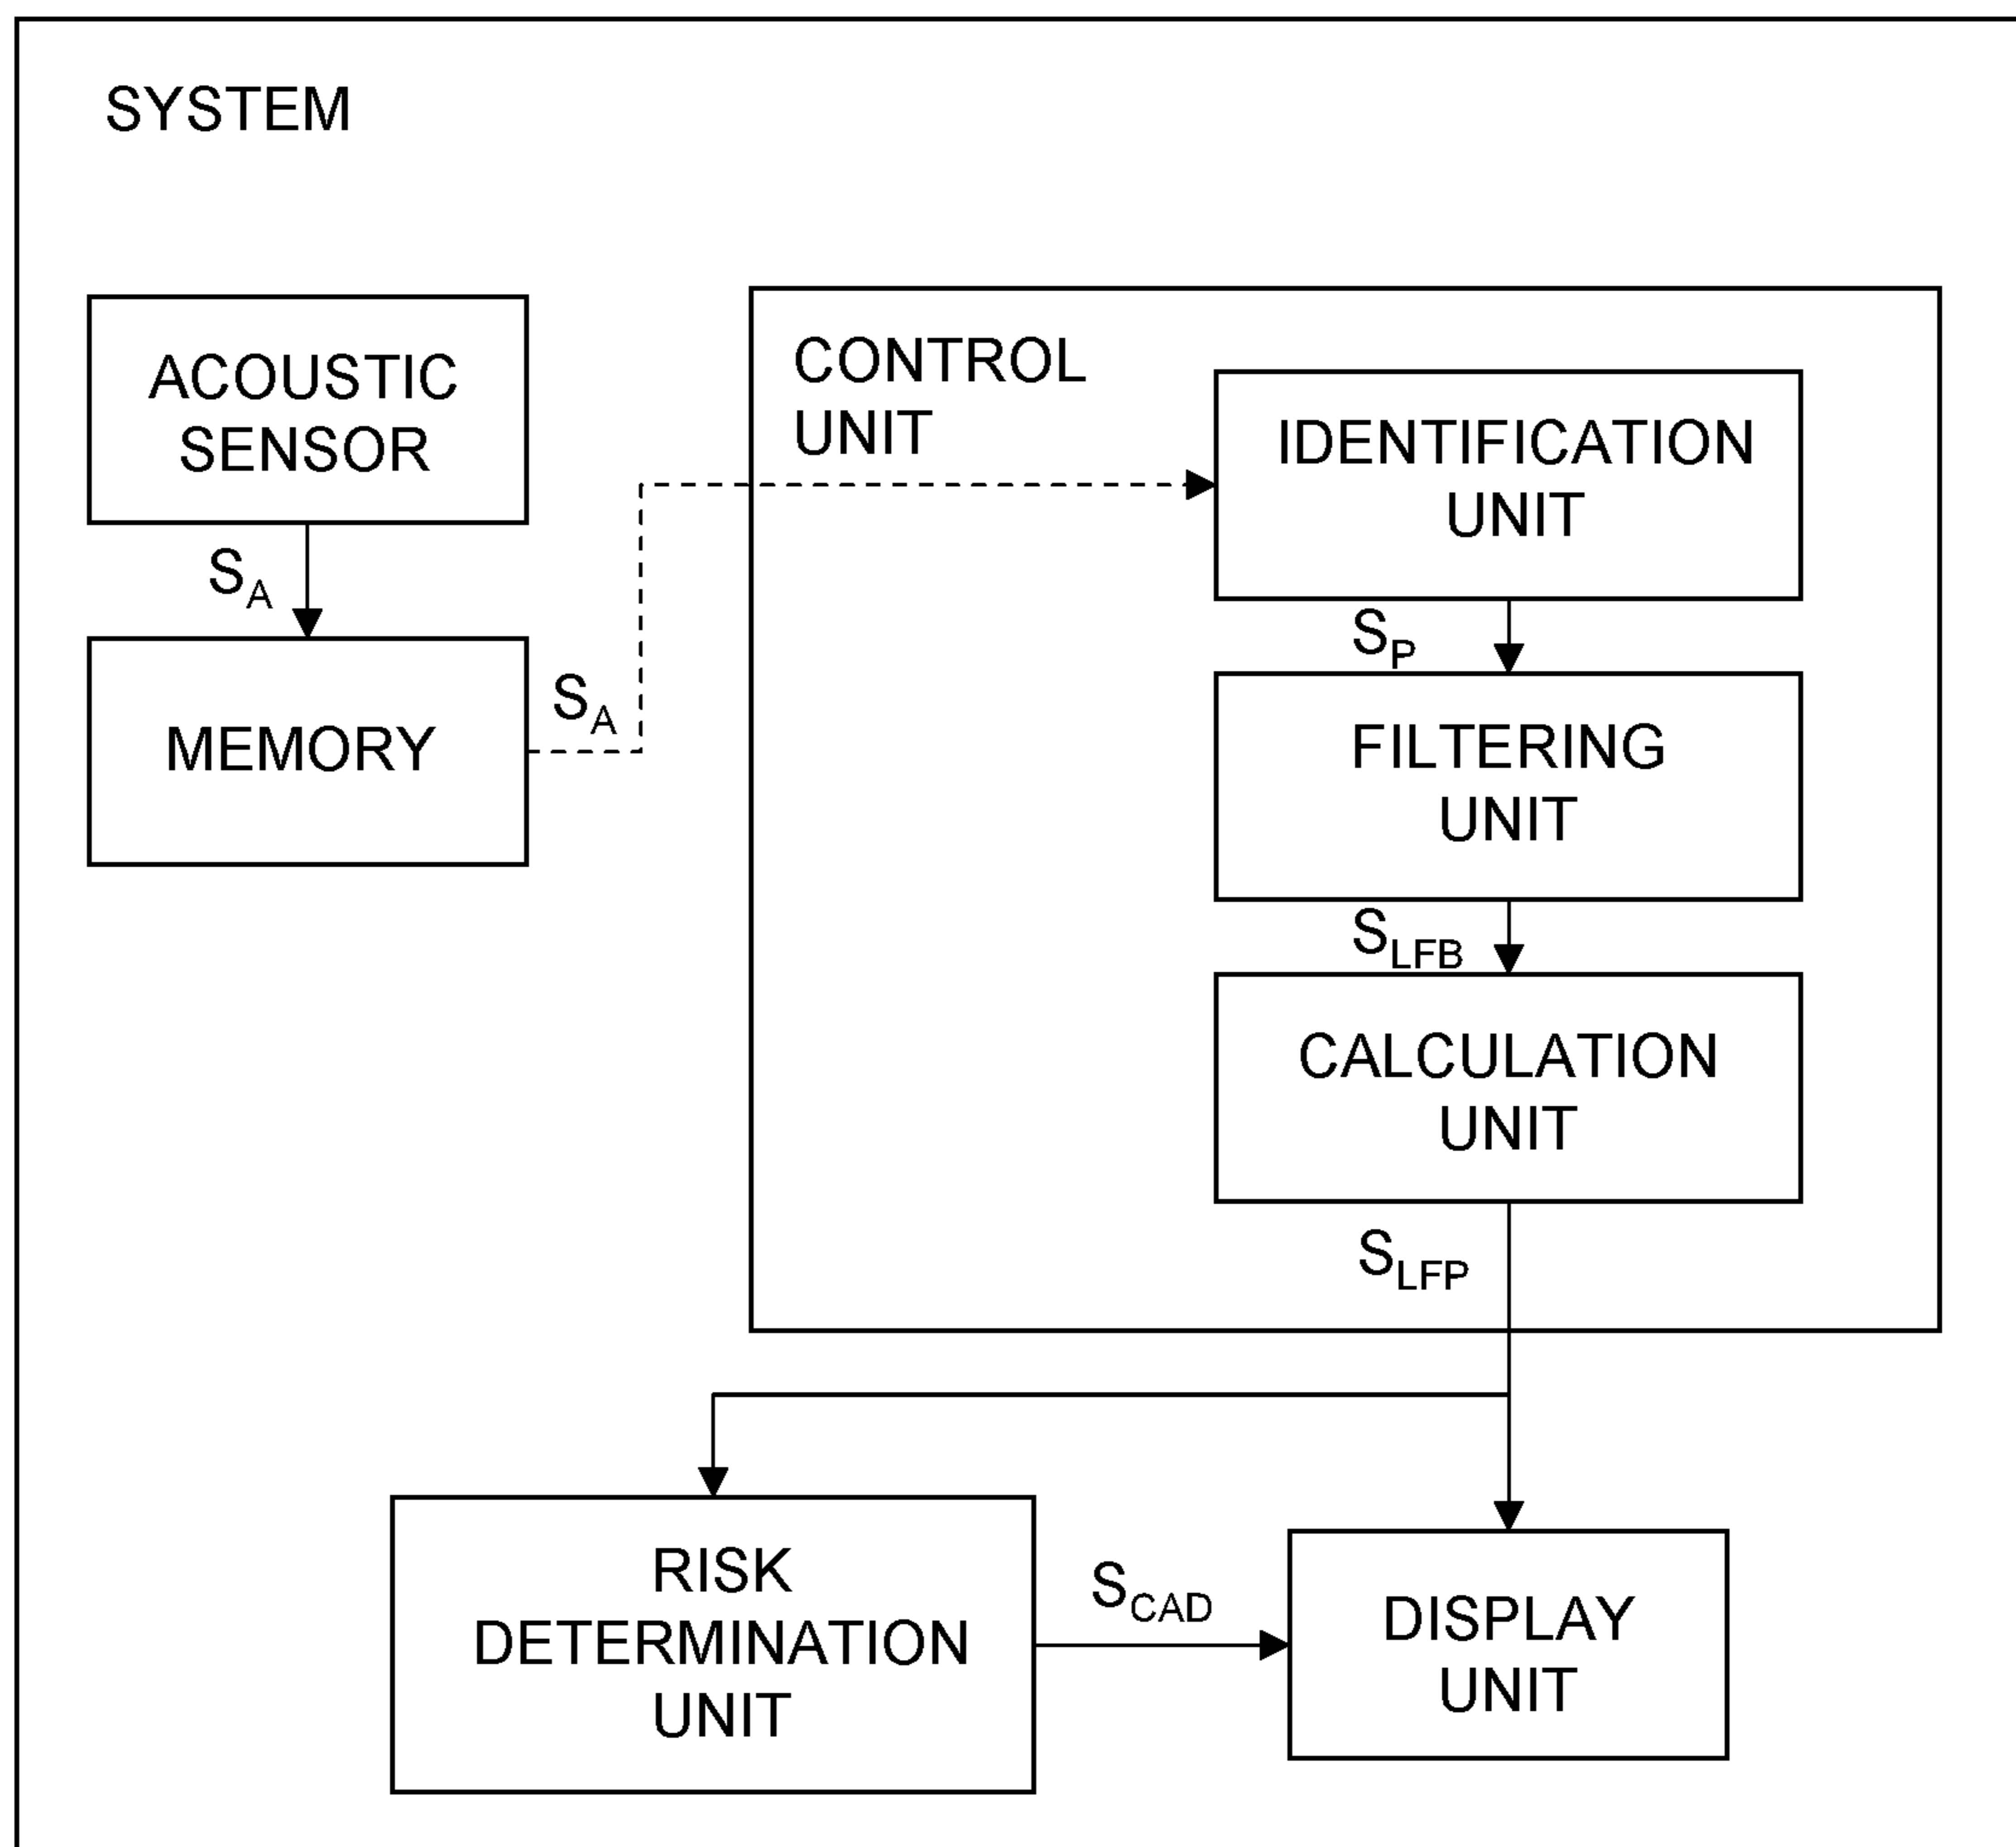 SYSTEM
ACOUSTIC
SENSOR
S_A
MEMORY
S_A
CONTROL
UNIT
IDENTIFICATION
UNIT
S_P
FILTERING
UNIT
S_LFB
CALCULATION
UNIT
S_LFP
RISK
DETERMINATION
UNIT
S_CAD
DISPLAY
UNIT